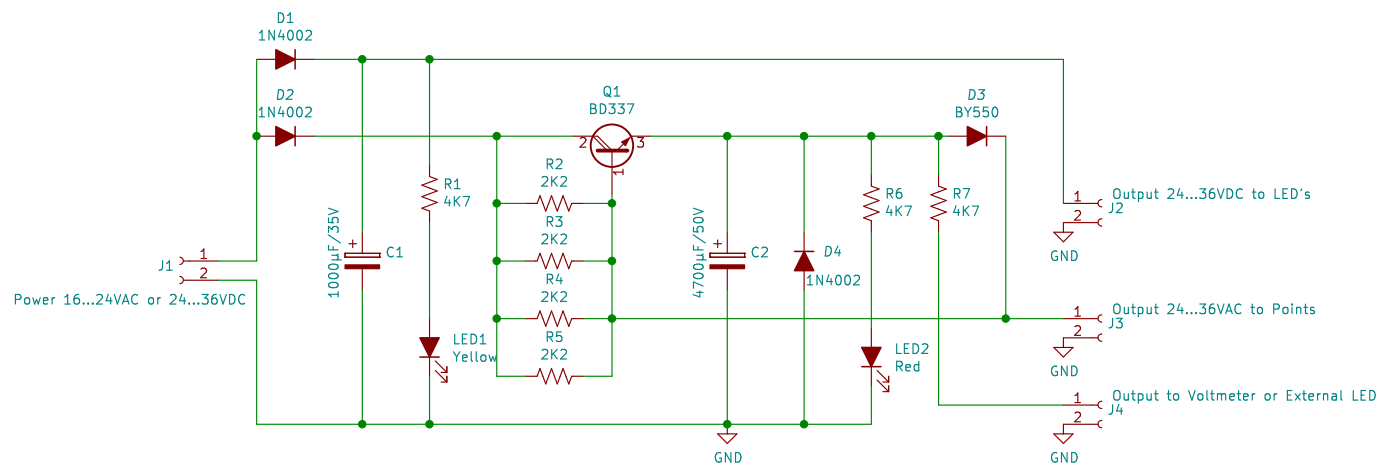 D1
1N4002
D2
1N4002
Q1
BD337
2
3
1
D3
BY550
R2
2K2
R3
2K2
R4
2K2
R5
2K2
R1
4K7
R6
4K7
R7
4K7
1000µF/35V
+
C1
4700µF/50V
+
C2
D4
1N4002
J1
1
2
Power 16...24VAC or 24...36VDC
LED1
Yellow
LED2
Red
1
2
J2
Output 24...36VDC to LED's
GND
1
2
J3
Output 24...36VAC to Points
GND
1
2
J4
Output to Voltmeter or External LED
GND
GND